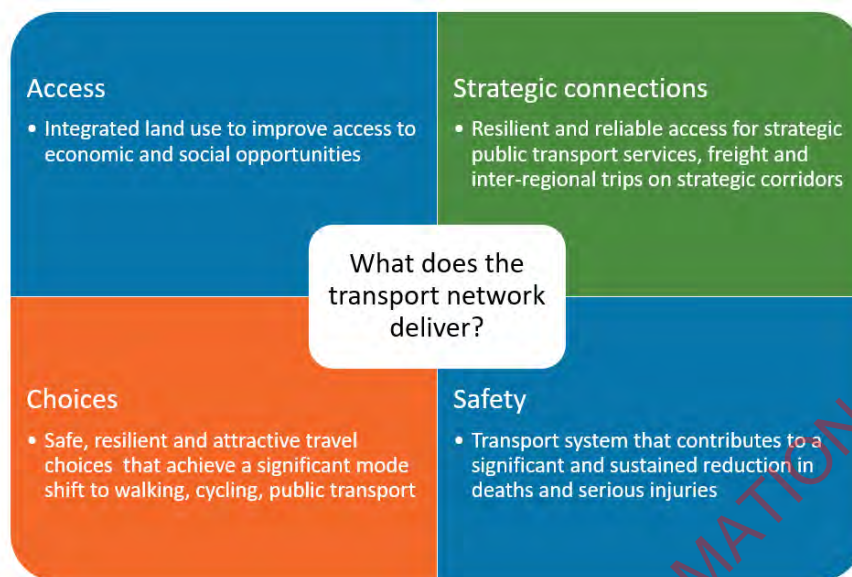 Access
• Integrated land use to improve access to
economic and social opportunities
Strategic connections
• Resilient and reliable access for strategic
public transport services, freight and
inter-regional trips on strategic corridors
What does the
transport network
deliver?
Choices
• Safe, resilient and attractive travel
choices that achieve a significant mode
shift to walking, cycling, public transport
Safety
• Transport system that contributes to a
significant and sustained reduction in
deaths and serious injuries
MATION